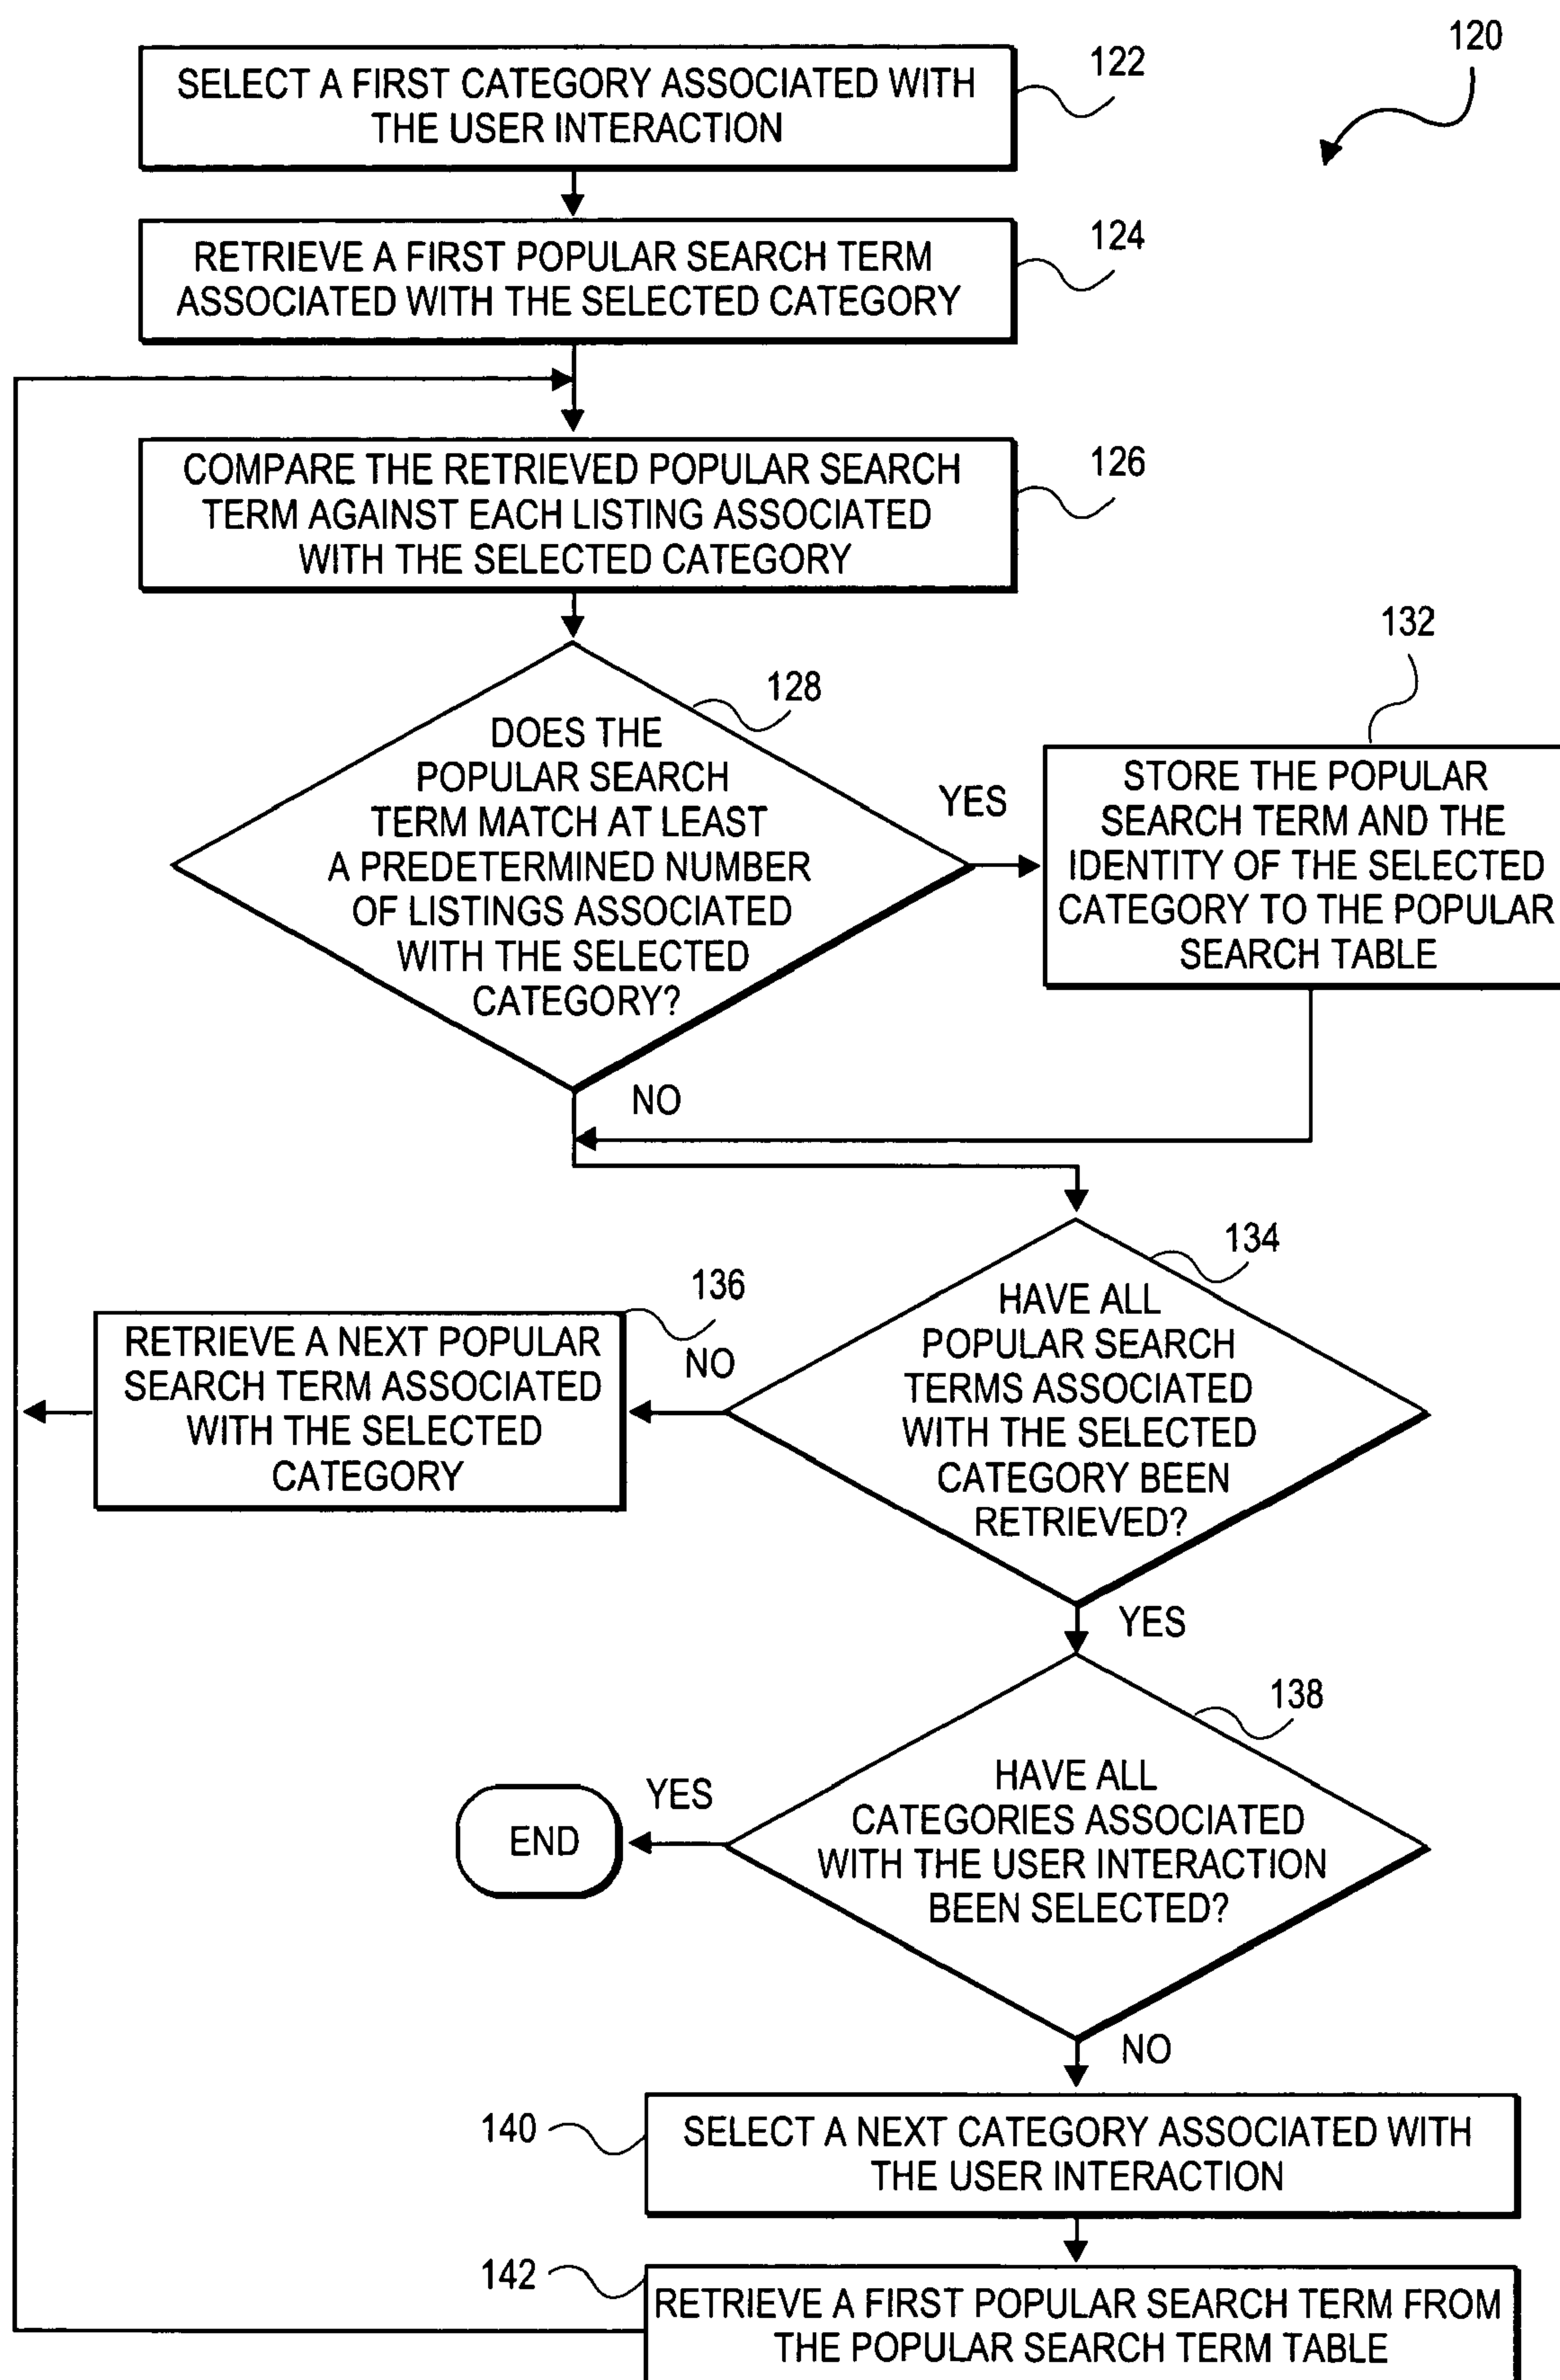 120
SELECT A FIRST CATEGORY ASSOCIATED WITH
THE USER INTERACTION
122
RETRIEVE A FIRST POPULAR SEARCH TERM
ASSOCIATED WITH THE SELECTED CATEGORY
124
COMPARE THE RETRIEVED POPULAR SEARCH
TERM AGAINST EACH LISTING ASSOCIATED
WITH THE SELECTED CATEGORY
126
DOES THE
POPULAR SEARCH
TERM MATCH AT LEAST
A PREDETERMINED NUMBER
OF LISTINGS ASSOCIATED
WITH THE SELECTED
CATEGORY?
128
YES
132
STORE THE POPULAR
SEARCH TERM AND THE
IDENTITY OF THE SELECTED
CATEGORY TO THE POPULAR
SEARCH TABLE
NO
134
HAVE ALL
POPULAR SEARCH
TERMS ASSOCIATED
WITH THE SELECTED
CATEGORY BEEN
RETRIEVED?
NO
136
RETRIEVE A NEXT POPULAR
SEARCH TERM ASSOCIATED
WITH THE SELECTED
CATEGORY
YES
138
HAVE ALL
CATEGORIES ASSOCIATED
WITH THE USER INTERACTION
BEEN SELECTED?
YES
END
NO
140
SELECT A NEXT CATEGORY ASSOCIATED WITH
THE USER INTERACTION
142
RETRIEVE A FIRST POPULAR SEARCH TERM FROM
THE POPULAR SEARCH TERM TABLE